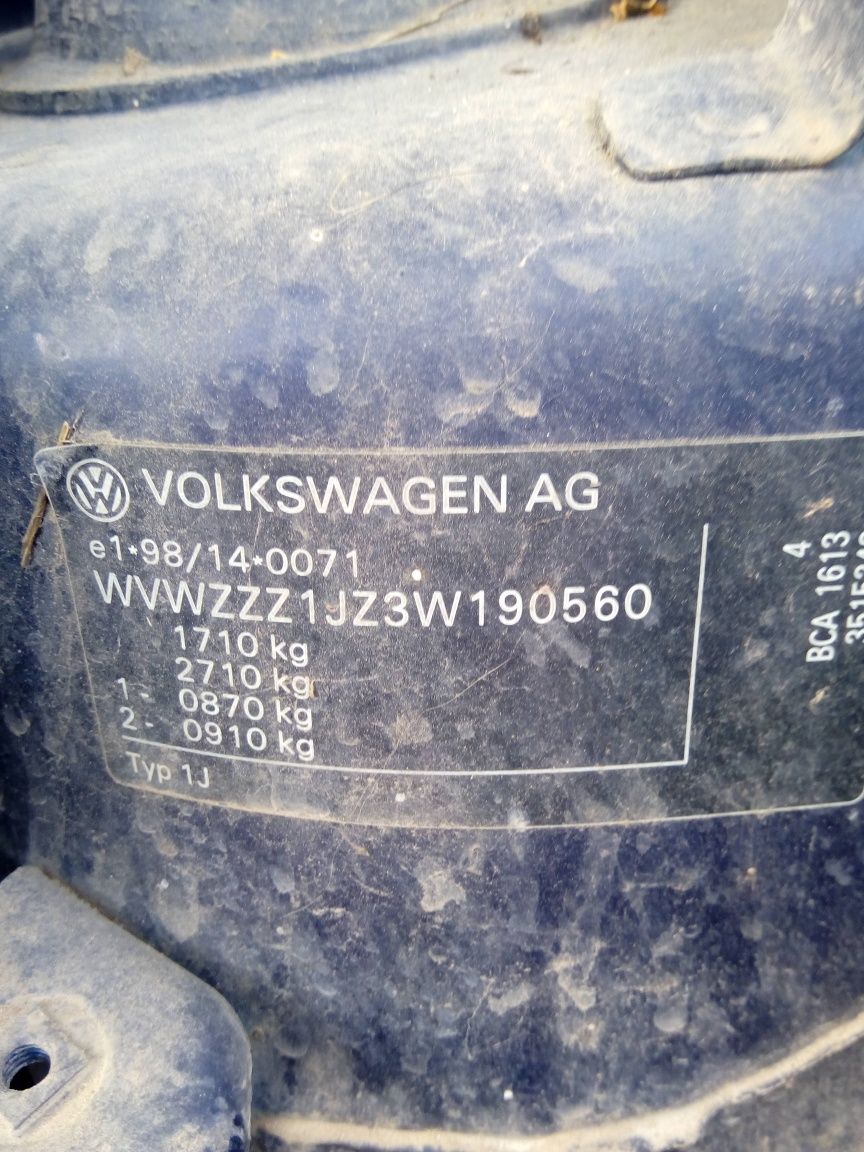 VOLKSWAGEN AG
e1*98/14*0071
WVWZZZ1JZ3W190560
1710 kg
2710 kg
1- 0870 kg
2- 0910 kg
Typ 1J
4
BCA 1613